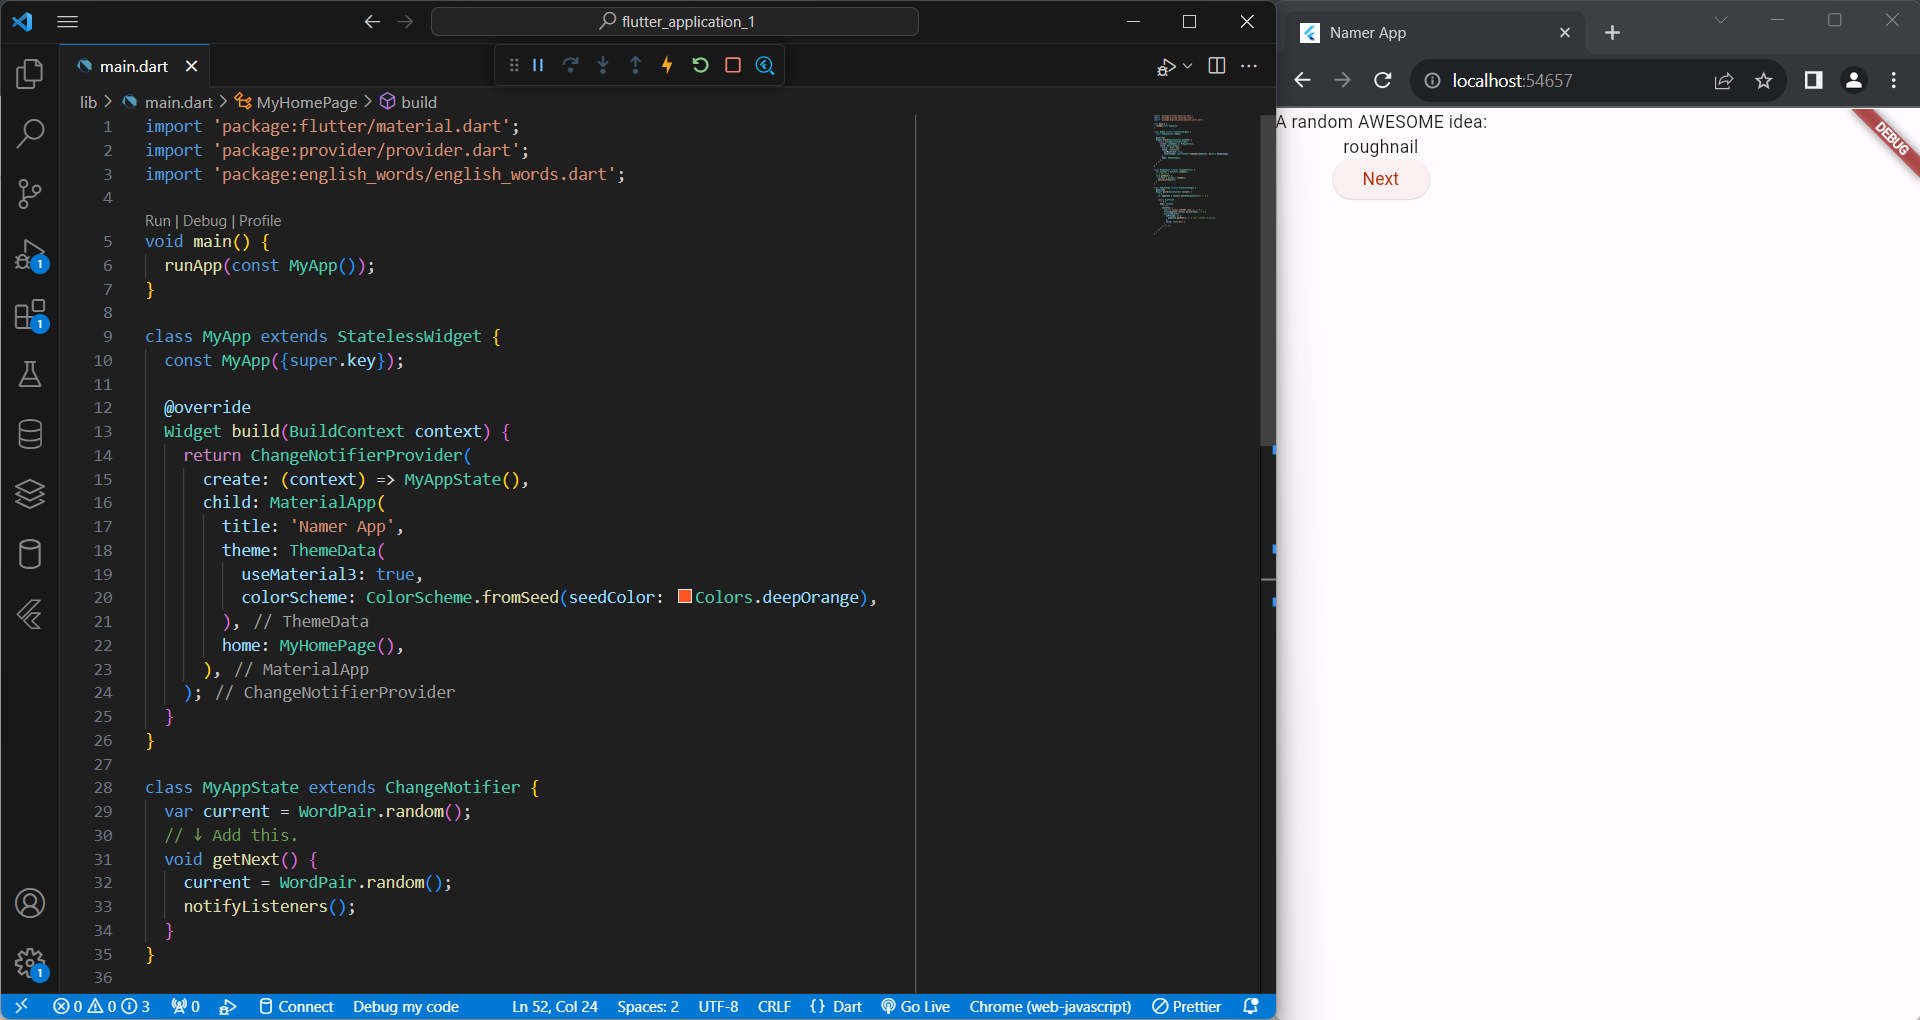 flutter_application_1
main.dart
lib > main.dart > MyHomePage > build
1 import 'package:flutter/material.dart';
2 import 'package:provider/provider.dart';
3 import 'package:english_words/english_words.dart';
4
Run | Debug | Profile
5 void main() {
6 runApp(const MyApp());
7 }
8
9 class MyApp extends StatelessWidget {
10 const MyApp({super.key});
11
12 @override
13 Widget build(BuildContext context) {
14 return ChangeNotifierProvider(
15 create: (context) => MyAppState(),
16 child: MaterialApp(
17 title: 'Namer App',
18 theme: ThemeData(
19 useMaterial3: true,
20 colorScheme: ColorScheme.fromSeed(seedColor: Colors.deepOrange),
21 ), // ThemeData
22 home: MyHomePage(),
23 ), // MaterialApp
24 ); // ChangeNotifierProvider
25 }
26 }
27
28 class MyAppState extends ChangeNotifier {
29 var current = WordPair.random();
30 // ↓ Add this.
31 void getNext() {
32 current = WordPair.random();
33 notifyListeners();
34 }
35 }
36
1
1
1
0 0 3 0 Connect Debug my code Ln 52, Col 24 Spaces: 2 UTF-8 CRLF {} Dart Go Live Chrome (web-javascript) Prettier
Namer App
localhost:54657
A random AWESOME idea:
roughnail
Next
DEBUG